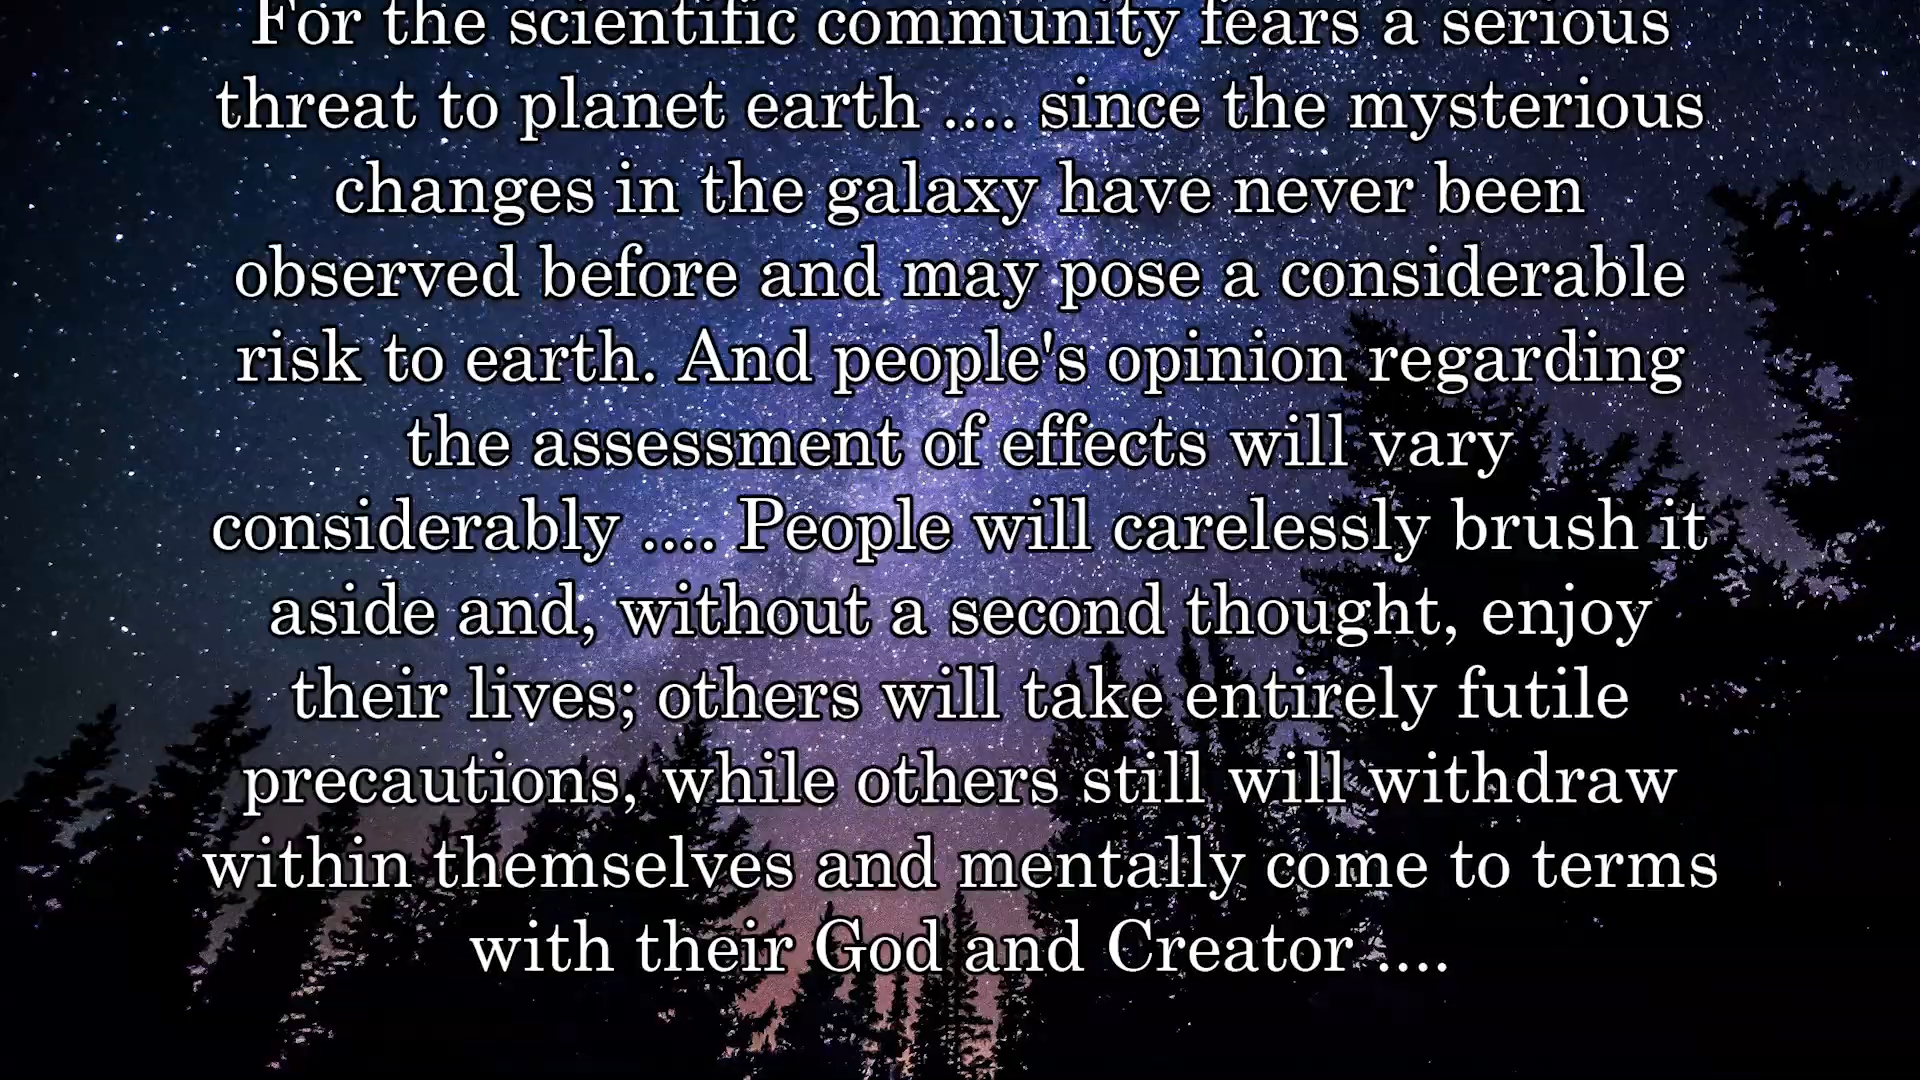 For the scientific community fears a serious
threat to planet earth .... since the mysterious
changes in the galaxy have never been
observed before and may pose a considerable
risk to earth. And people's opinion regarding
the assessment of effects will vary
considerably .... People will carelessly brush it
aside and, without a second thought, enjoy
their lives; others will take entirely futile
precautions, while others still will withdraw
within themselves and mentally come to terms
with their God and Creator ....